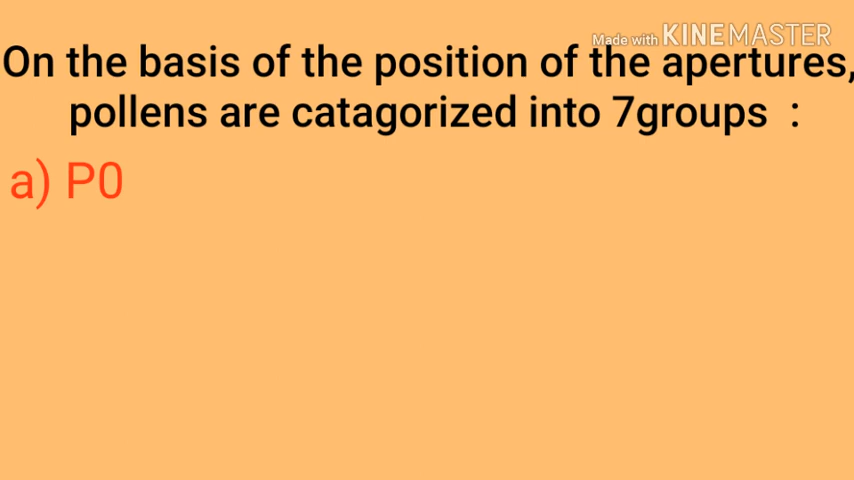 Made with KINEMASTER
On the basis of the position of the apertures,
pollens are catagorized into 7groups :
a) P0